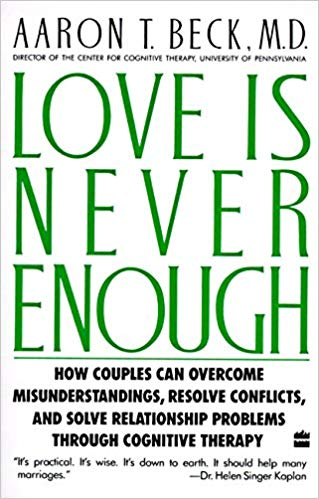 AARON T. BECK, M.D.
DIRECTOR OF THE CENTER FOR COGNITIVE THERAPY, UNIVERSITY OF PENNSYLVANIA
LOVE IS
NEVER
ENOUGH
HOW COUPLES CAN OVERCOME
MISUNDERSTANDINGS, RESOLVE CONFLICTS,
AND SOLVE RELATIONSHIP PROBLEMS
THROUGH COGNITIVE THERAPY
"It's practical. It's wise. It's down to earth. It should help many
marriages." —Dr. Helen Singer Kaplan